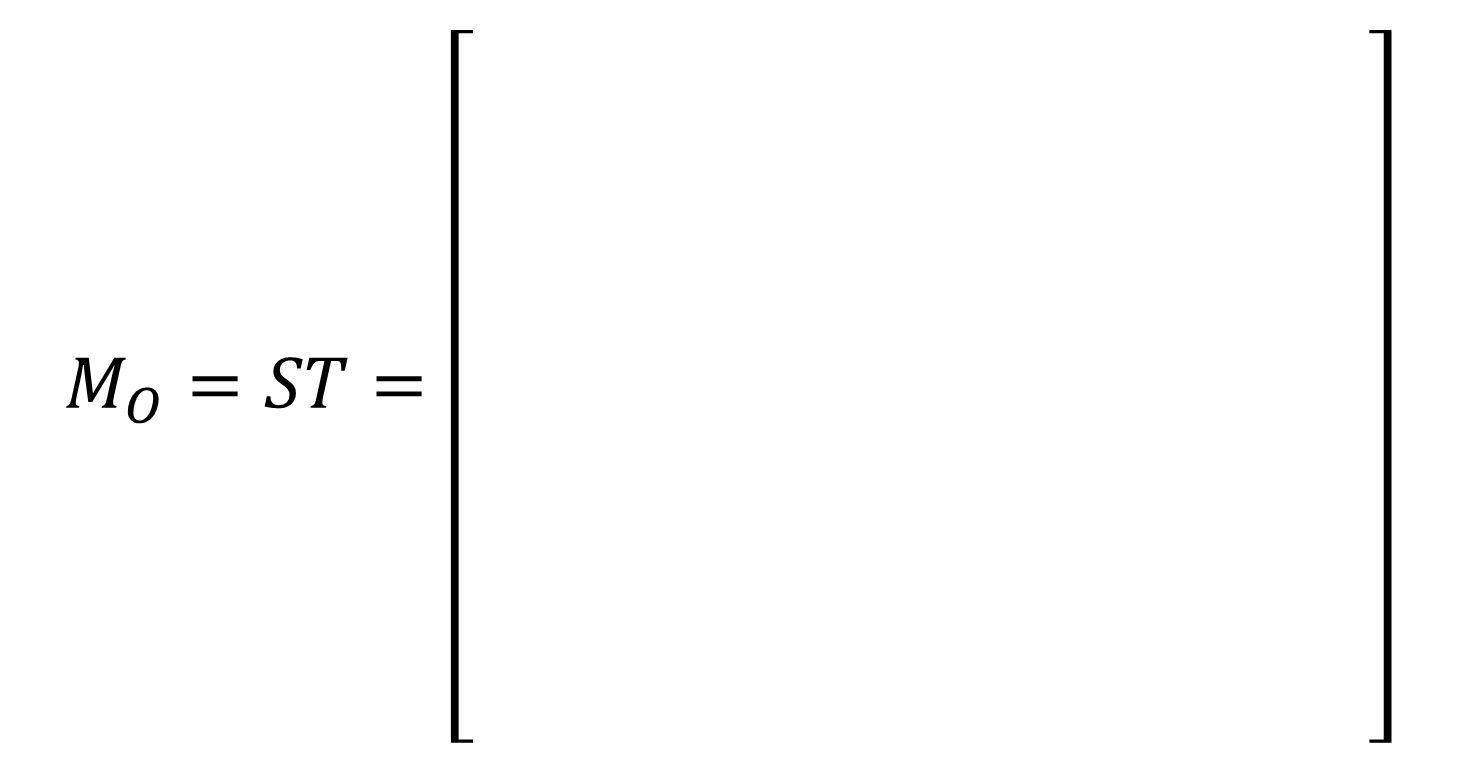 M_O = ST = [ ]